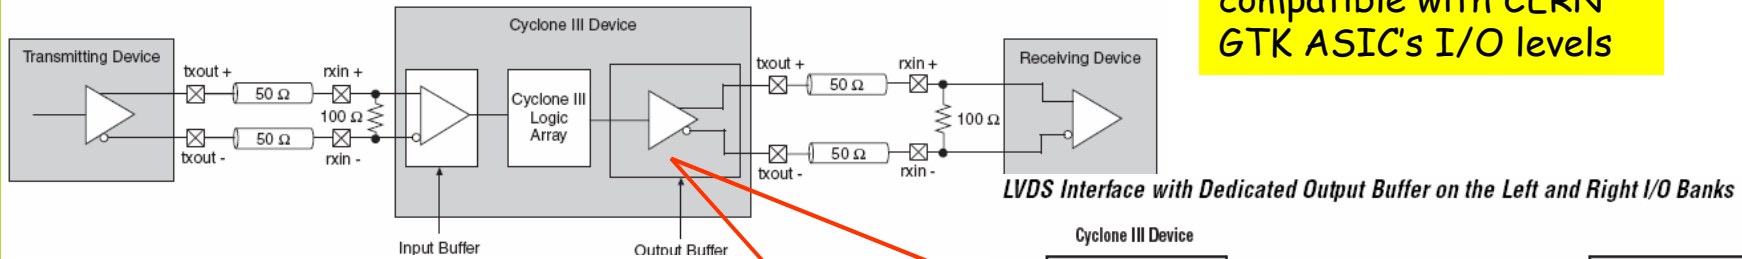 compatible with CERN
GTK ASIC's I/O levels
Cyclone III Device
Transmitting Device
txout +
rxin +
50 Ω
100 Ω
50 Ω
txout -
rxin -
Cyclone III
Logic
Array
Input Buffer
Output Buffer
txout +
rxin +
Receiving Device
50 Ω
100 Ω
50 Ω
txout -
rxin -
LVDS Interface with Dedicated Output Buffer on the Left and Right I/O Banks
Cyclone III Device